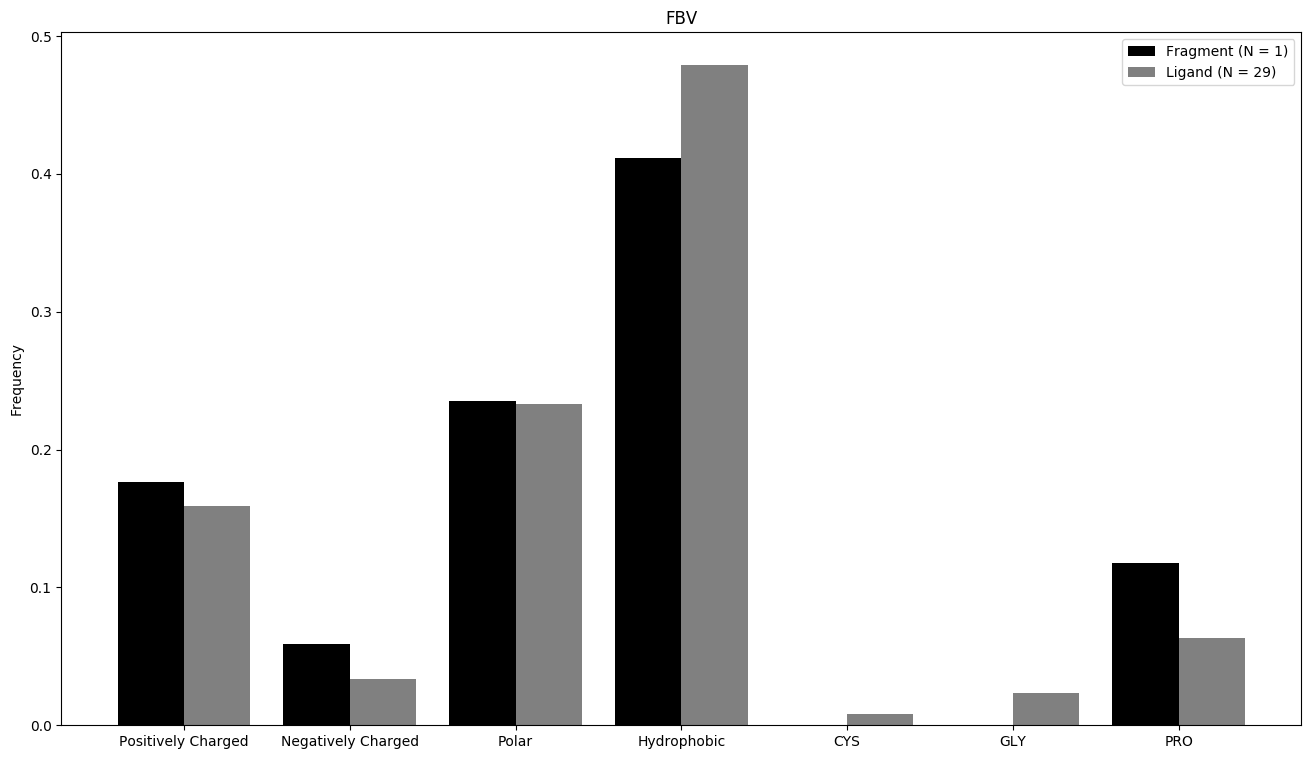 FBV
Fragment (N = 1)
Ligand (N = 29)
Frequency
0.5
0.4
0.3
0.2
0.1
0.0
Positively Charged
Negatively Charged
Polar
Hydrophobic
CYS
GLY
PRO